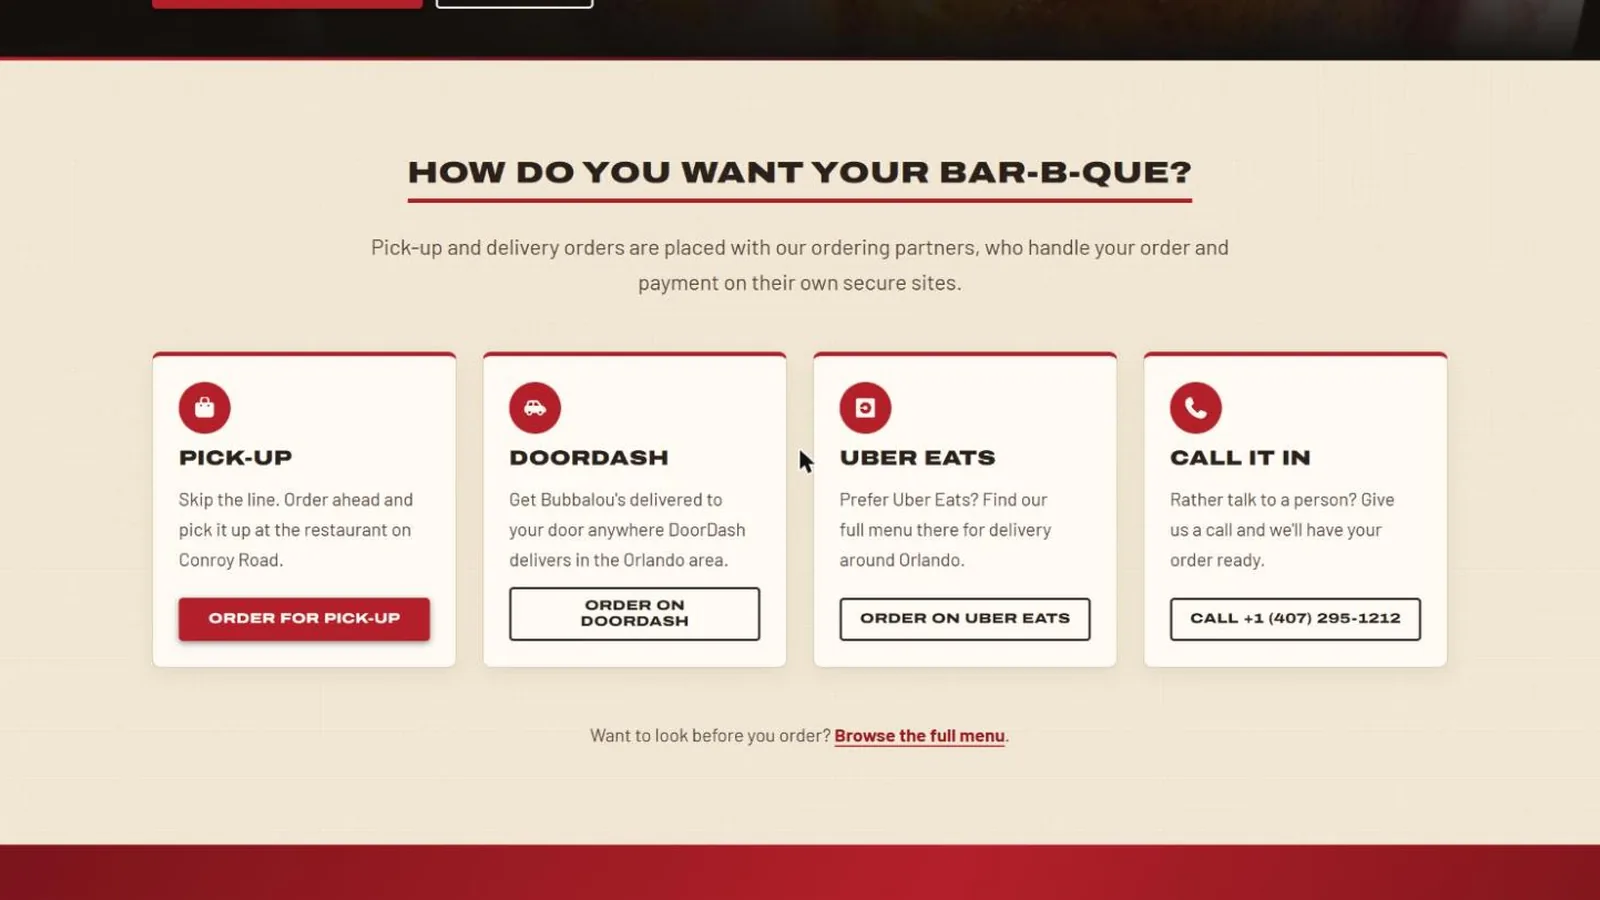 HOW DO YOU WANT YOUR BAR-B-QUE?
Pick-up and delivery orders are placed with our ordering partners, who handle your order and
payment on their own secure sites.
PICK-UP
Skip the line. Order ahead and
pick it up at the restaurant on
Conroy Road.
ORDER FOR PICK-UP
DOORDASH
Get Bubbalou's delivered to
your door anywhere DoorDash
delivers in the Orlando area.
ORDER ON
DOORDASH
UBER EATS
Prefer Uber Eats? Find our
full menu there for delivery
around Orlando.
ORDER ON UBER EATS
CALL IT IN
Rather talk to a person? Give
us a call and we'll have your
order ready.
CALL +1 (407) 295-1212
Want to look before you order? Browse the full menu.